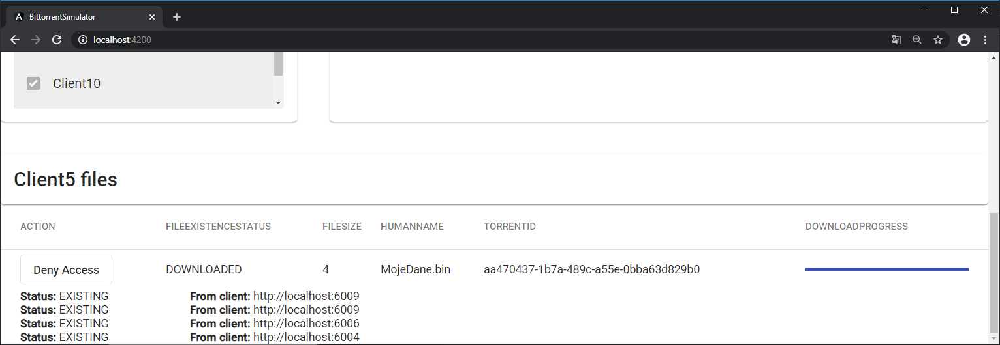 BittorrentSimulator
localhost:4200
Client10
Client5 files
ACTION FILEEXISTENCESTATUS FILESIZE HUMANNAME TORRENTID DOWNLOADPROGRESS
Deny Access DOWNLOADED 4 MojeDane.bin aa470437-1b7a-489c-a55e-0bba63d829b0
Status: EXISTING From client: http://localhost:6009
Status: EXISTING From client: http://localhost:6009
Status: EXISTING From client: http://localhost:6006
Status: EXISTING From client: http://localhost:6004